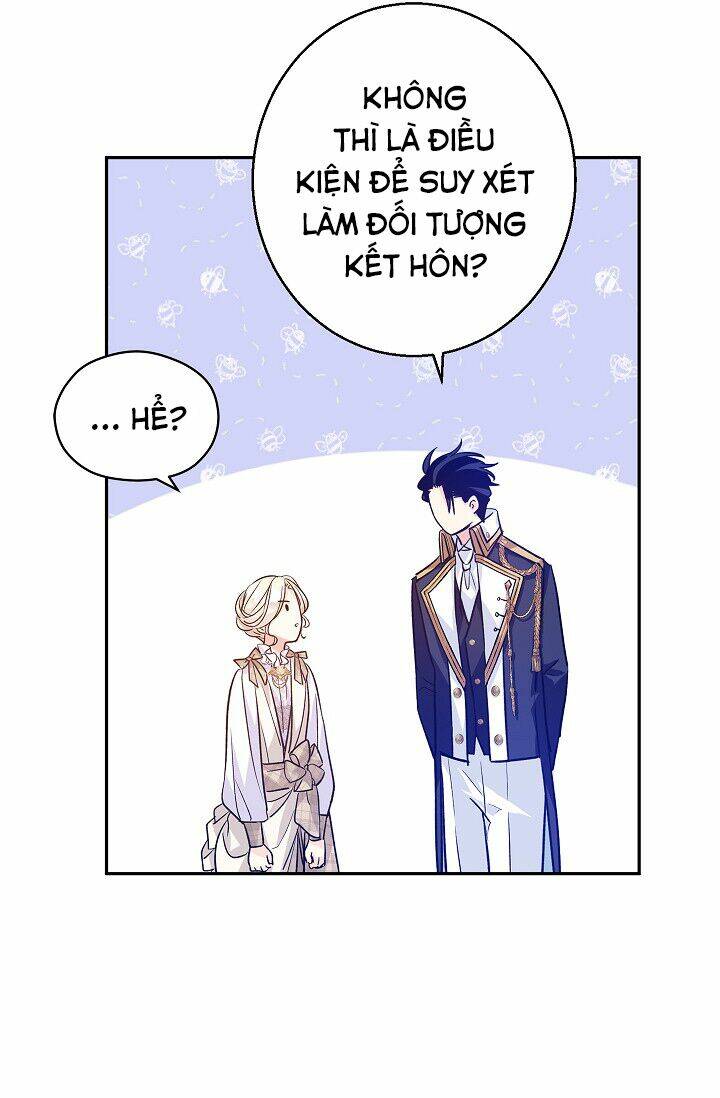 KHÔNG
THÌ LÀ ĐIỀU
KIỆN ĐỂ SUY XÉT
LÀM ĐỐI TƯỢNG
KẾT HÔN?
... HỂ?